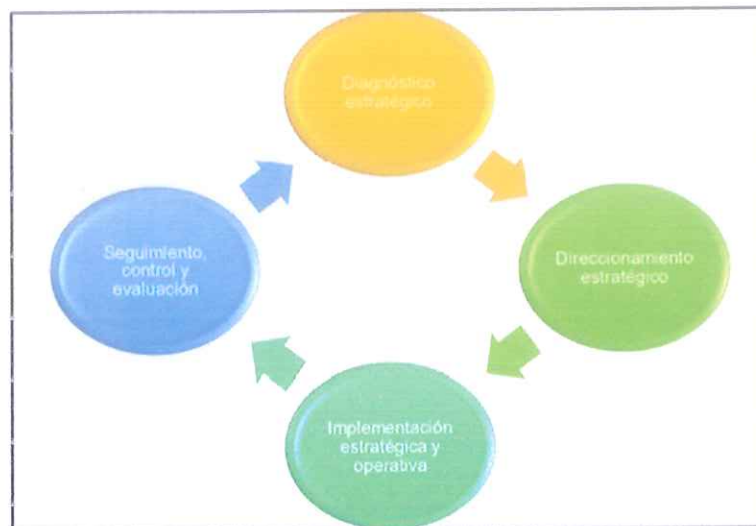 Diagnóstico
estratégico
Direccionamiento
estratégico
Implementación
estratégica y
operativa
Seguimiento,
control y
evaluación